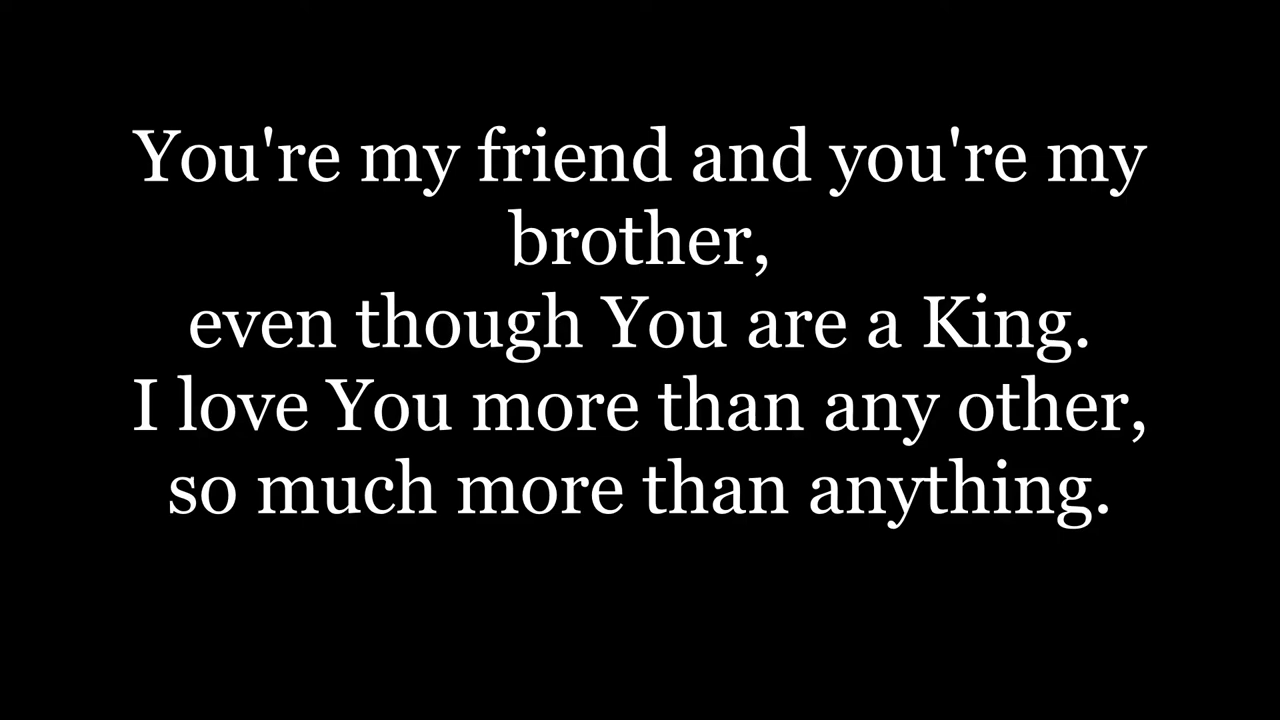 You're my friend and you're my
brother,
even though You are a King.
I love You more than any other,
so much more than anything.